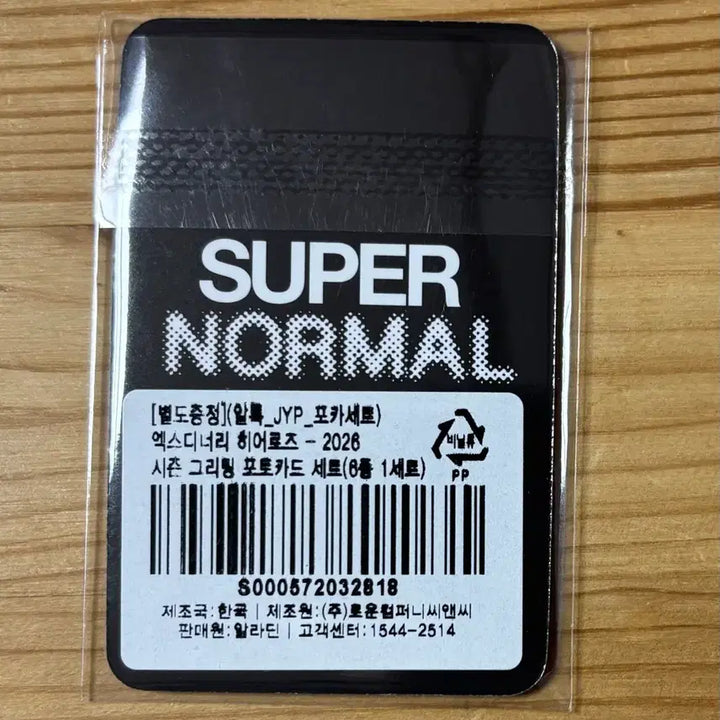 SUPER
NORMAL
[별도증정](알특_JYP_포카세트)
엑스디너리 히어로즈 - 2026
시즌 그리팅 포토카드 세트(6종 1세트)
비닐류
PP
S000572032818
제조국:한국 | 제조원:(주)로운컴퍼니씨앤씨
판매원:알라딘 | 고객센터:1544-2514